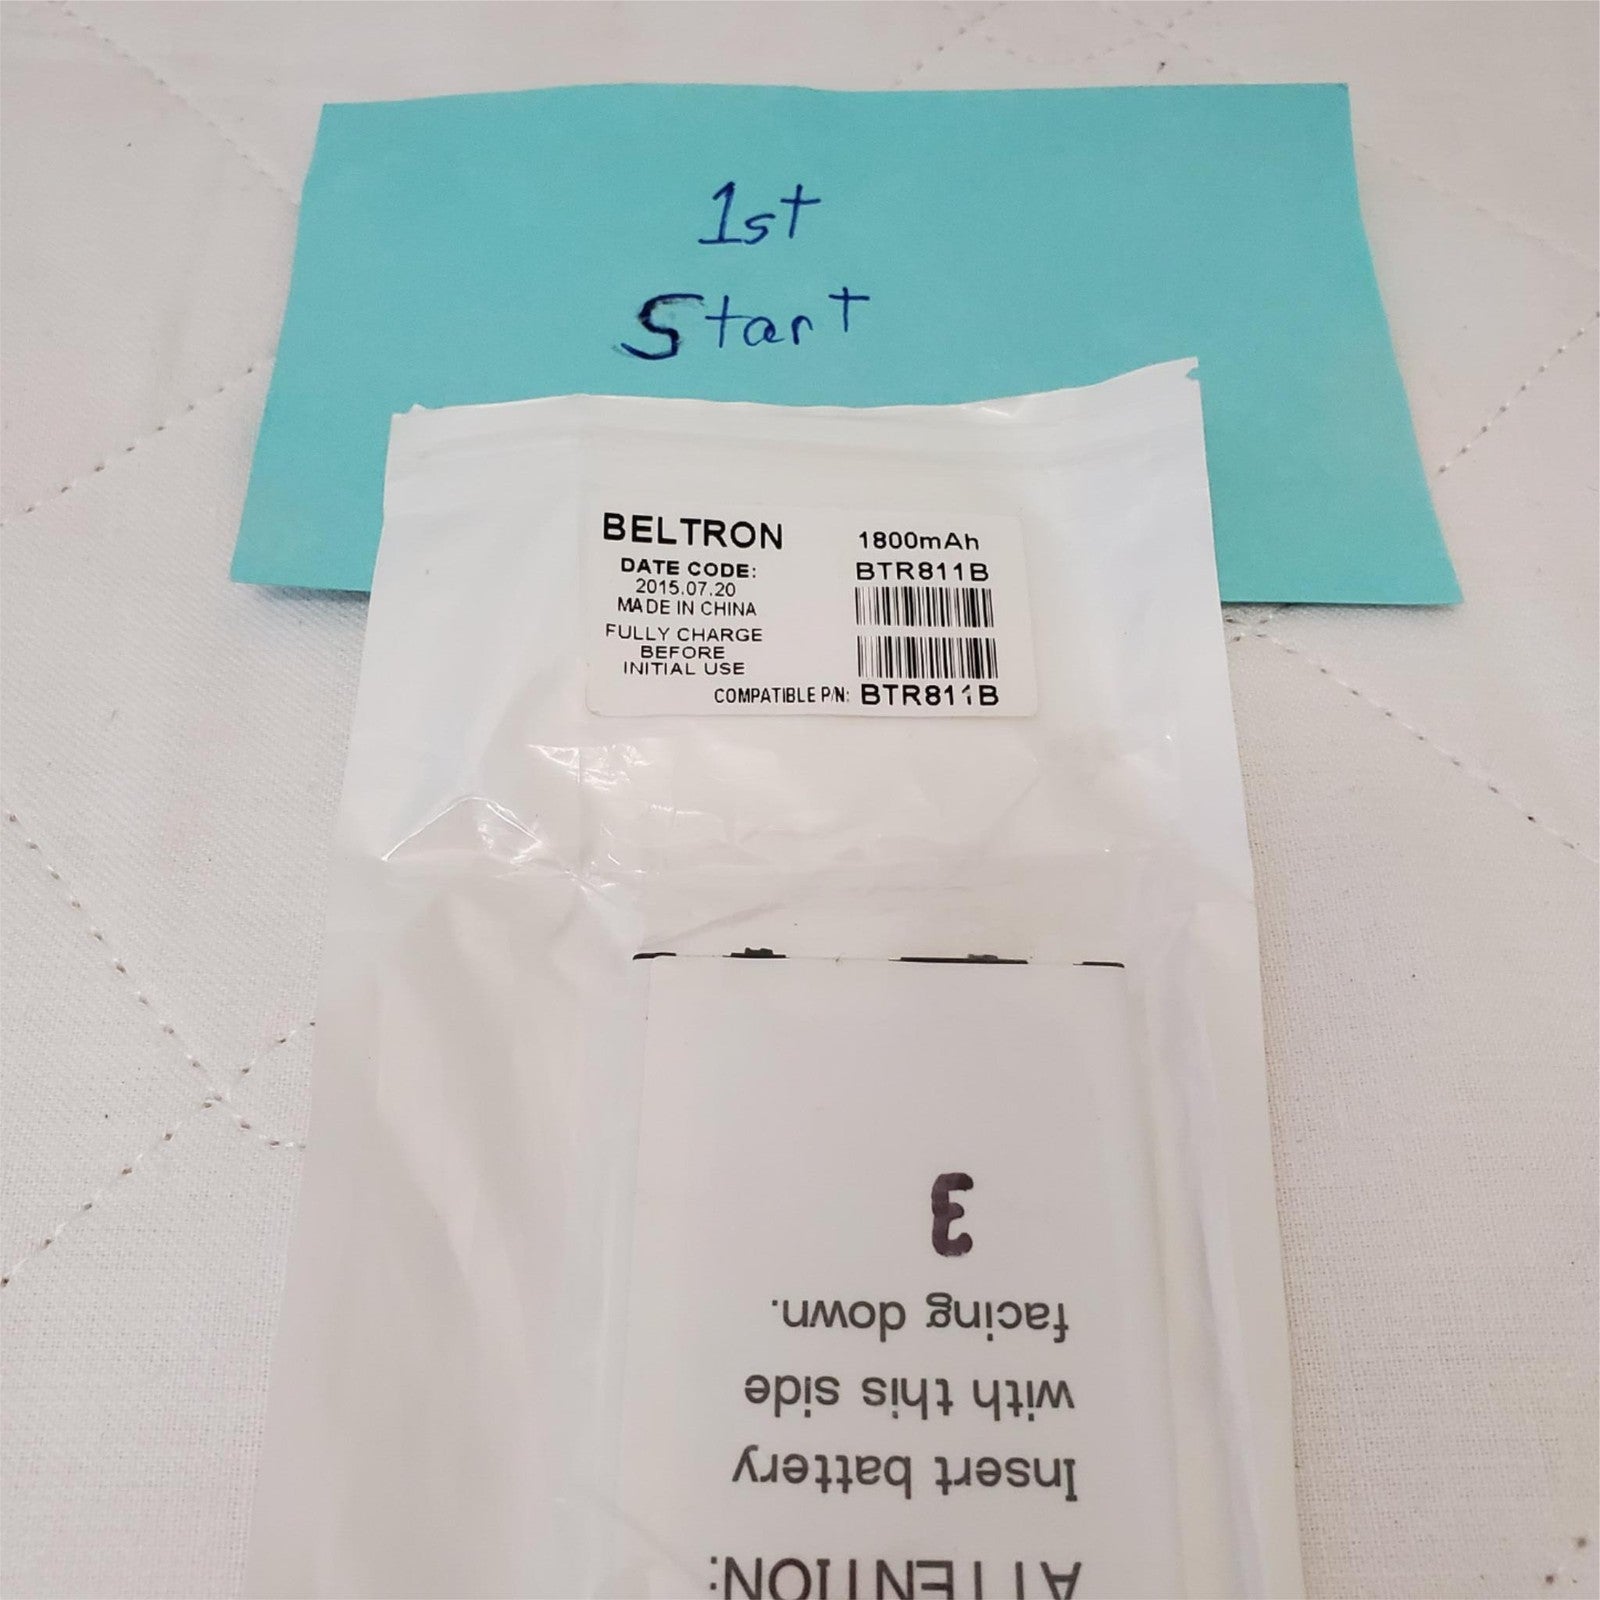 1st
Start
BELTRON
DATE CODE:
2015.07.20
MADE IN CHINA
FULLY CHARGE
BEFORE
INITIAL USE
1800mAh
BTR811B
COMPATIBLE P/N: BTR811B
ATTENTION:
Insert battery
with this side
facing down.
3